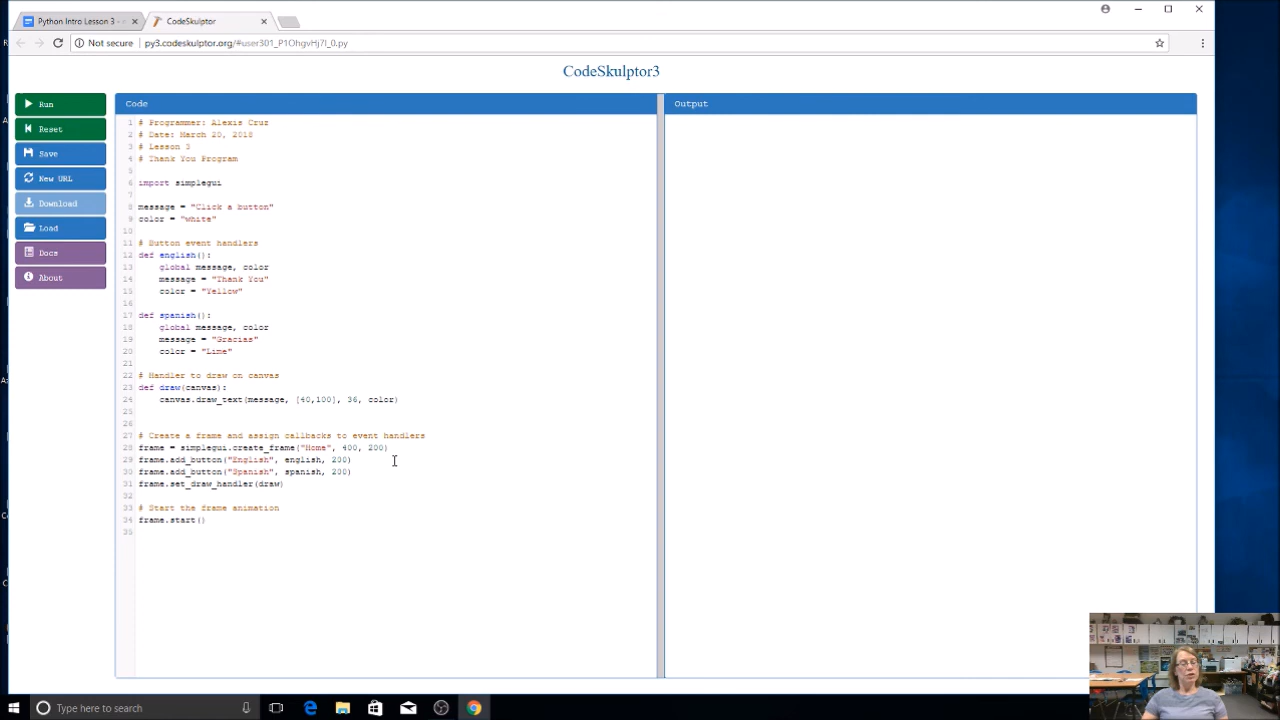 Python Intro Lesson 3 -
CodeSkulptor
Not secure
py3.codeskulptor.org/#user301_P1OhgvHj7I_0.py
CodeSkulptor3
Run
Reset
Save
New URL
Download
Load
Docs
About
Code
Output
1 # Programmer: Alexis Cruz
2 # Date: March 20, 2018
3 # Lesson 3
4 # Thank You Program
5
6 import simplegui
7
8 message = "Click a button"
9 color = "white"
10
11 # Button event handlers
12 def english():
13 global message, color
14 message = "Thank You"
15 color = "Yellow"
16
17 def spanish():
18 global message, color
19 message = "Gracias"
20 color = "Lime"
21
22 # Handler to draw on canvas
23 def draw(canvas):
24 canvas.draw_text(message, [40,100], 36, color)
25
26
27 # Create a frame and assign callbacks to event handlers
28 frame = simplegui.create_frame("Home", 400, 200)
29 frame.add_button("English", english, 200)
30 frame.add_button("Spanish", spanish, 200)
31 frame.set_draw_handler(draw)
32
33 # Start the frame animation
34 frame.start()
35
Type here to search